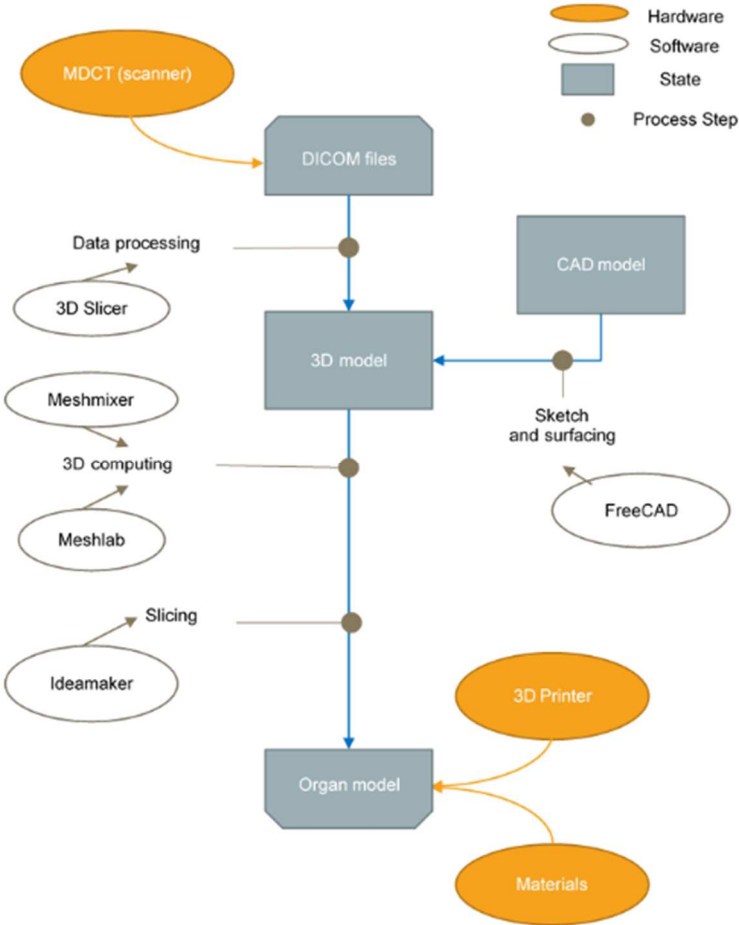 Hardware
Software
State
Process Step
MDCT (scanner)
DICOM files
Data processing
3D Slicer
CAD model
3D model
Meshmixer
3D computing
Meshlab
Sketch
and surfacing
FreeCAD
Slicing
Ideamaker
3D Printer
Organ model
Materials